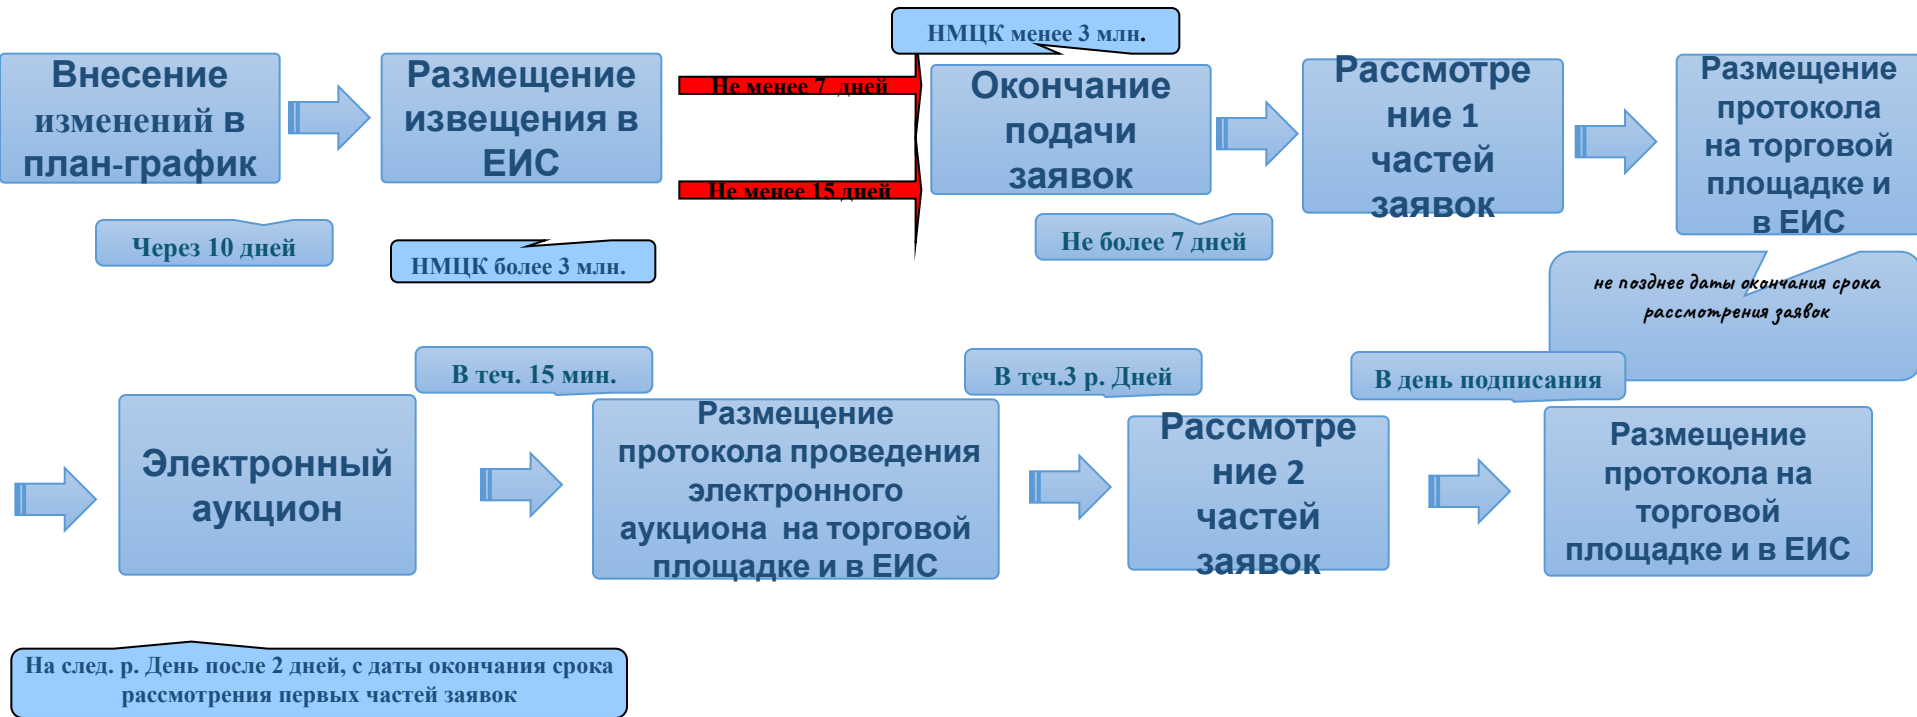 НМЦК менее 3 млн.
Внесение
изменений в
план-график
Размещение
извещения в
ЕИС
Не менее 7 дней
Не менее 15 дней
Окончание
подачи
заявок
Рассмотре
ние 1
частей
заявок
Размещение
протокола
на торговой
площадке и
в ЕИС
Через 10 дней
НМЦК более 3 млн.
Не более 7 дней
не позднее даты окончания срока
рассмотрения заявок
В теч. 15 мин.
В теч.3 р. Дней
В день подписания
Электронный
аукцион
Размещение
протокола проведения
электронного
аукциона на торговой
площадке и в ЕИС
Рассмотре
ние 2
частей
заявок
Размещение
протокола на
торговой
площадке и в ЕИС
На след. р. День после 2 дней, с даты окончания срока
рассмотрения первых частей заявок